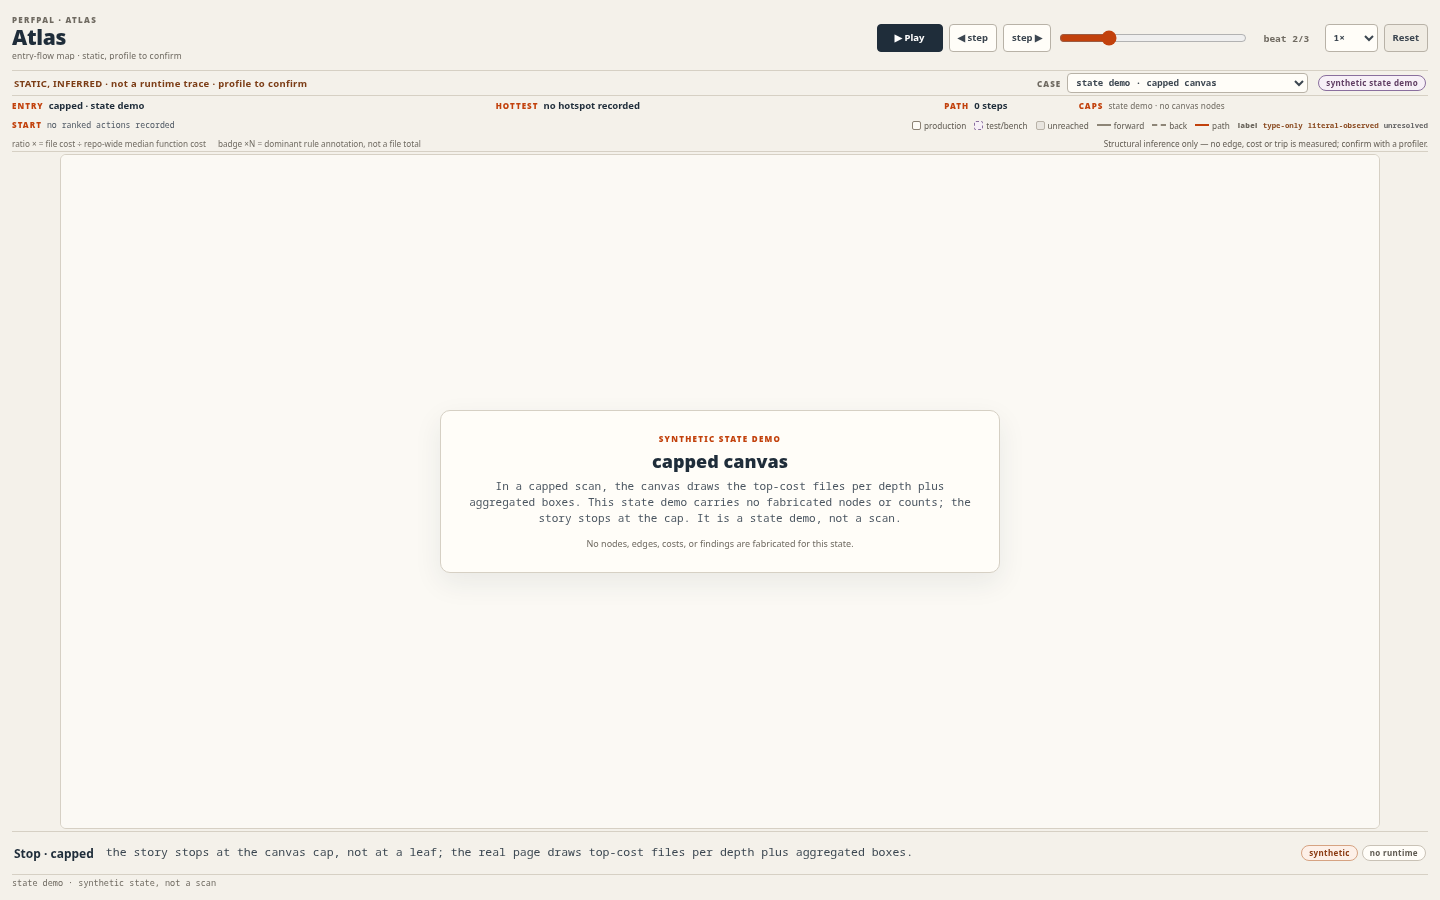 PERFPAL · ATLAS
Atlas
entry-flow map · static, profile to confirm
▶ Play
◀ step
step ▶
beat 2/3
1×
Reset
STATIC, INFERRED · not a runtime trace · profile to confirm
CASE
state demo · capped canvas
synthetic state demo
ENTRY capped · state demo
HOTTEST no hotspot recorded
PATH 0 steps
CAPS state demo · no canvas nodes
START no ranked actions recorded
production
test/bench
unreached
forward
back
path
label type-only literal-observed unresolved
ratio × = file cost ÷ repo-wide median function cost
badge ×N = dominant rule annotation, not a file total
Structural inference only — no edge, cost or trip is measured; confirm with a profiler.
SYNTHETIC STATE DEMO
capped canvas
In a capped scan, the canvas draws the top-cost files per depth plus
aggregated boxes. This state demo carries no fabricated nodes or counts; the
story stops at the cap. It is a state demo, not a scan.
No nodes, edges, costs, or findings are fabricated for this state.
Stop · capped
the story stops at the canvas cap, not at a leaf; the real page draws top-cost files per depth plus aggregated boxes.
synthetic
no runtime
state demo · synthetic state, not a scan